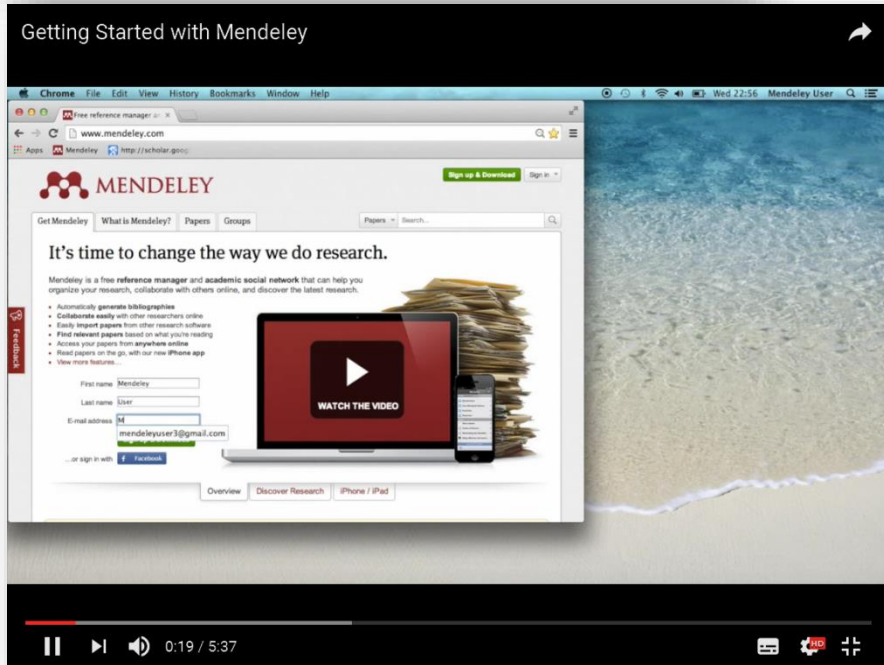 Getting Started with Mendeley
Chrome File Edit View History Bookmarks Window Help Wed 22:56 Mendeley User
Free reference manager an
www.mendeley.com
Apps Mendeley http://scholar.goog
MENDELEY
Sign up & Download Sign in
Get Mendeley What is Mendeley? Papers Groups Papers Search...
It's time to change the way we do research.
Mendeley is a free reference manager and academic social network that can help you
organize your research, collaborate with others online, and discover the latest research.
Automatically generate bibliographies
Collaborate easily with other researchers online
Easily import papers from other research software
Find relevant papers based on what you're reading
Access your papers from anywhere online
Read papers on the go, with our new iPhone app
View more features...
Feedback
First name Mendeley
Last name User
E-mail address M
mendeleyuser3@gmail.com
...or sign in with Facebook
WATCH THE VIDEO
Overview Discover Research iPhone / iPad
0:19 / 5:37
HD